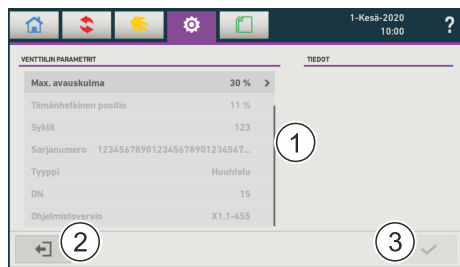 1-Kesä-2020
10:00
?
VENTTIILIN PARAMETRIT
TIEDOT
Max. avauskulma 30 % >
Tämänhetkinen positio 11 %
Syklit 123
Sarjanumero 123456789012345678901234567...
Tyyppi Huuhtelu
DN 15
Ohjelmistoversio X1.1-455
1
2
3